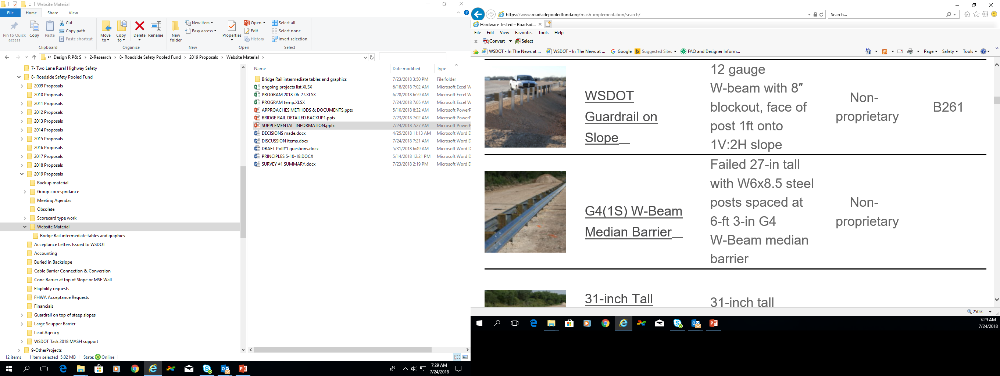 Website Material
File
Home
Share
View
Pin to Quick access
Copy
Paste
Cut
Copy path
Paste shortcut
Clipboard
Move to
Copy to
Delete
Rename
Organize
New folder
New item
Easy access
New
Properties
Open
Edit
History
Open
Select all
Select none
Invert selection
Select
« Design R P& S > 2-Research > 8- Roadside Safety Pooled Fund > 2019 Proposals > Website Material >
7- Two Lane Rural Highway Safety
8- Roadside Safety Pooled Fund
2009 Proposals
2010 Proposals
2011 Proposals
2012 Proposals
2013 Proposals
2014 Proposals
2015 Proposals
2016 Proposals
2017 Proposals
2018 Proposals
2019 Proposals
Backup material
Group correspndance
Meeting Agendas
Obsolete
Scorecard type work
Website Material
Bridge Rail intermediate tables and graphics
Acceptance Letters Issued to WSDOT
Accounting
Buried in Backslope
Cable Barrier Connection & Conversion
Conc Barrier at top of Slope or MSE Wall
Eligibility requests
FHWA Acceptance Requests
Financials
Guardrail on top of steep slopes
Large Scupper Barrier
Lead Agency
WSDOT Task 2018 MASH support
9-OtherProjects
Name Date modified Type
Bridge Rail intermediate tables and graphics 7/23/2018 3:50 PM File folder
ongoing projects list.XLSX 6/18/2018 7:02 AM Microsoft Excel W
PROGRAM 2018-06-27.XLSX 6/28/2018 6:59 AM Microsoft Excel W
PROGRAM temp.XLSX 7/24/2018 7:05 AM Microsoft Excel W
APPROACHES METHODS & DOCUMENTS.pptx 5/10/2018 8:32 AM Microsoft PowerP
BRIDGE RAIL DETAILED BACKUP1.pptx 7/23/2018 7:02 AM Microsoft PowerP
SUPPLEMENTAL  INFORMATION.pptx 7/24/2018 7:27 AM Microsoft PowerP
DECISIONS made.docx 4/25/2018 11:13 AM Microsoft Word D
DISCUSSION items.docx 7/24/2018 7:21 AM Microsoft Word D
DRAFT Poll#1 questions.docx 5/31/2018 6:49 AM Microsoft Word D
PRINCIPLES 5-10-18.DOCX 5/14/2018 12:21 PM Microsoft Word D
SURVEY #1 SUMMARY.docx 7/23/2018 2:19 PM Microsoft Word D
12 items 1 item selected 5.02 MB State: Online
7:29 AM
7/24/2018
https://www.roadsidepooledfund.org/mash-implementation/search/
Search...
Hardware Tested – Roadsid...
File Edit View Favorites Tools Help
x Convert Select
WSDOT - In The News at ... WSDOT - In The News at ... Google Suggested Sites FAQ and Designer Inform...
Page Safety Tools
WSDOT
Guardrail on
Slope
12 gauge
W-beam with 8″
blockout, face of
post 1ft onto
1V:2H slope
Non-
proprietary
B261
G4(1S) W-Beam
Median Barrier
Failed 27-in tall
with W6x8.5 steel
posts spaced at
6-ft 3-in G4
W-Beam median
barrier
Non-
proprietary
31-inch Tall
31-inch tall
250%
7:29 AM
7/24/2018